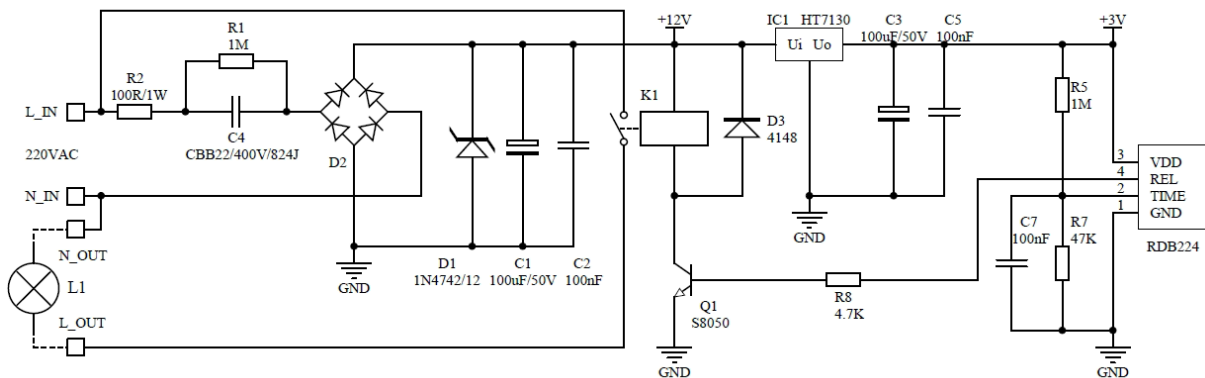 R1
1M
R2
100R/1W
L_IN
C4
CBB22/400V/824J
220VAC
N_IN
N_OUT
L1
L_OUT
D2
GND
D1
1N4742/12
C1
100uF/50V
C2
100nF
+12V
K1
D3
4148
Q1
S8050
GND
IC1 HT7130
Ui Uo
GND
C3
100uF/50V
C5
100nF
+3V
R5
1M
R8
4.7K
C7
100nF
R7
47K
GND
3 VDD
4 REL
2 TIME
1 GND
RDB224